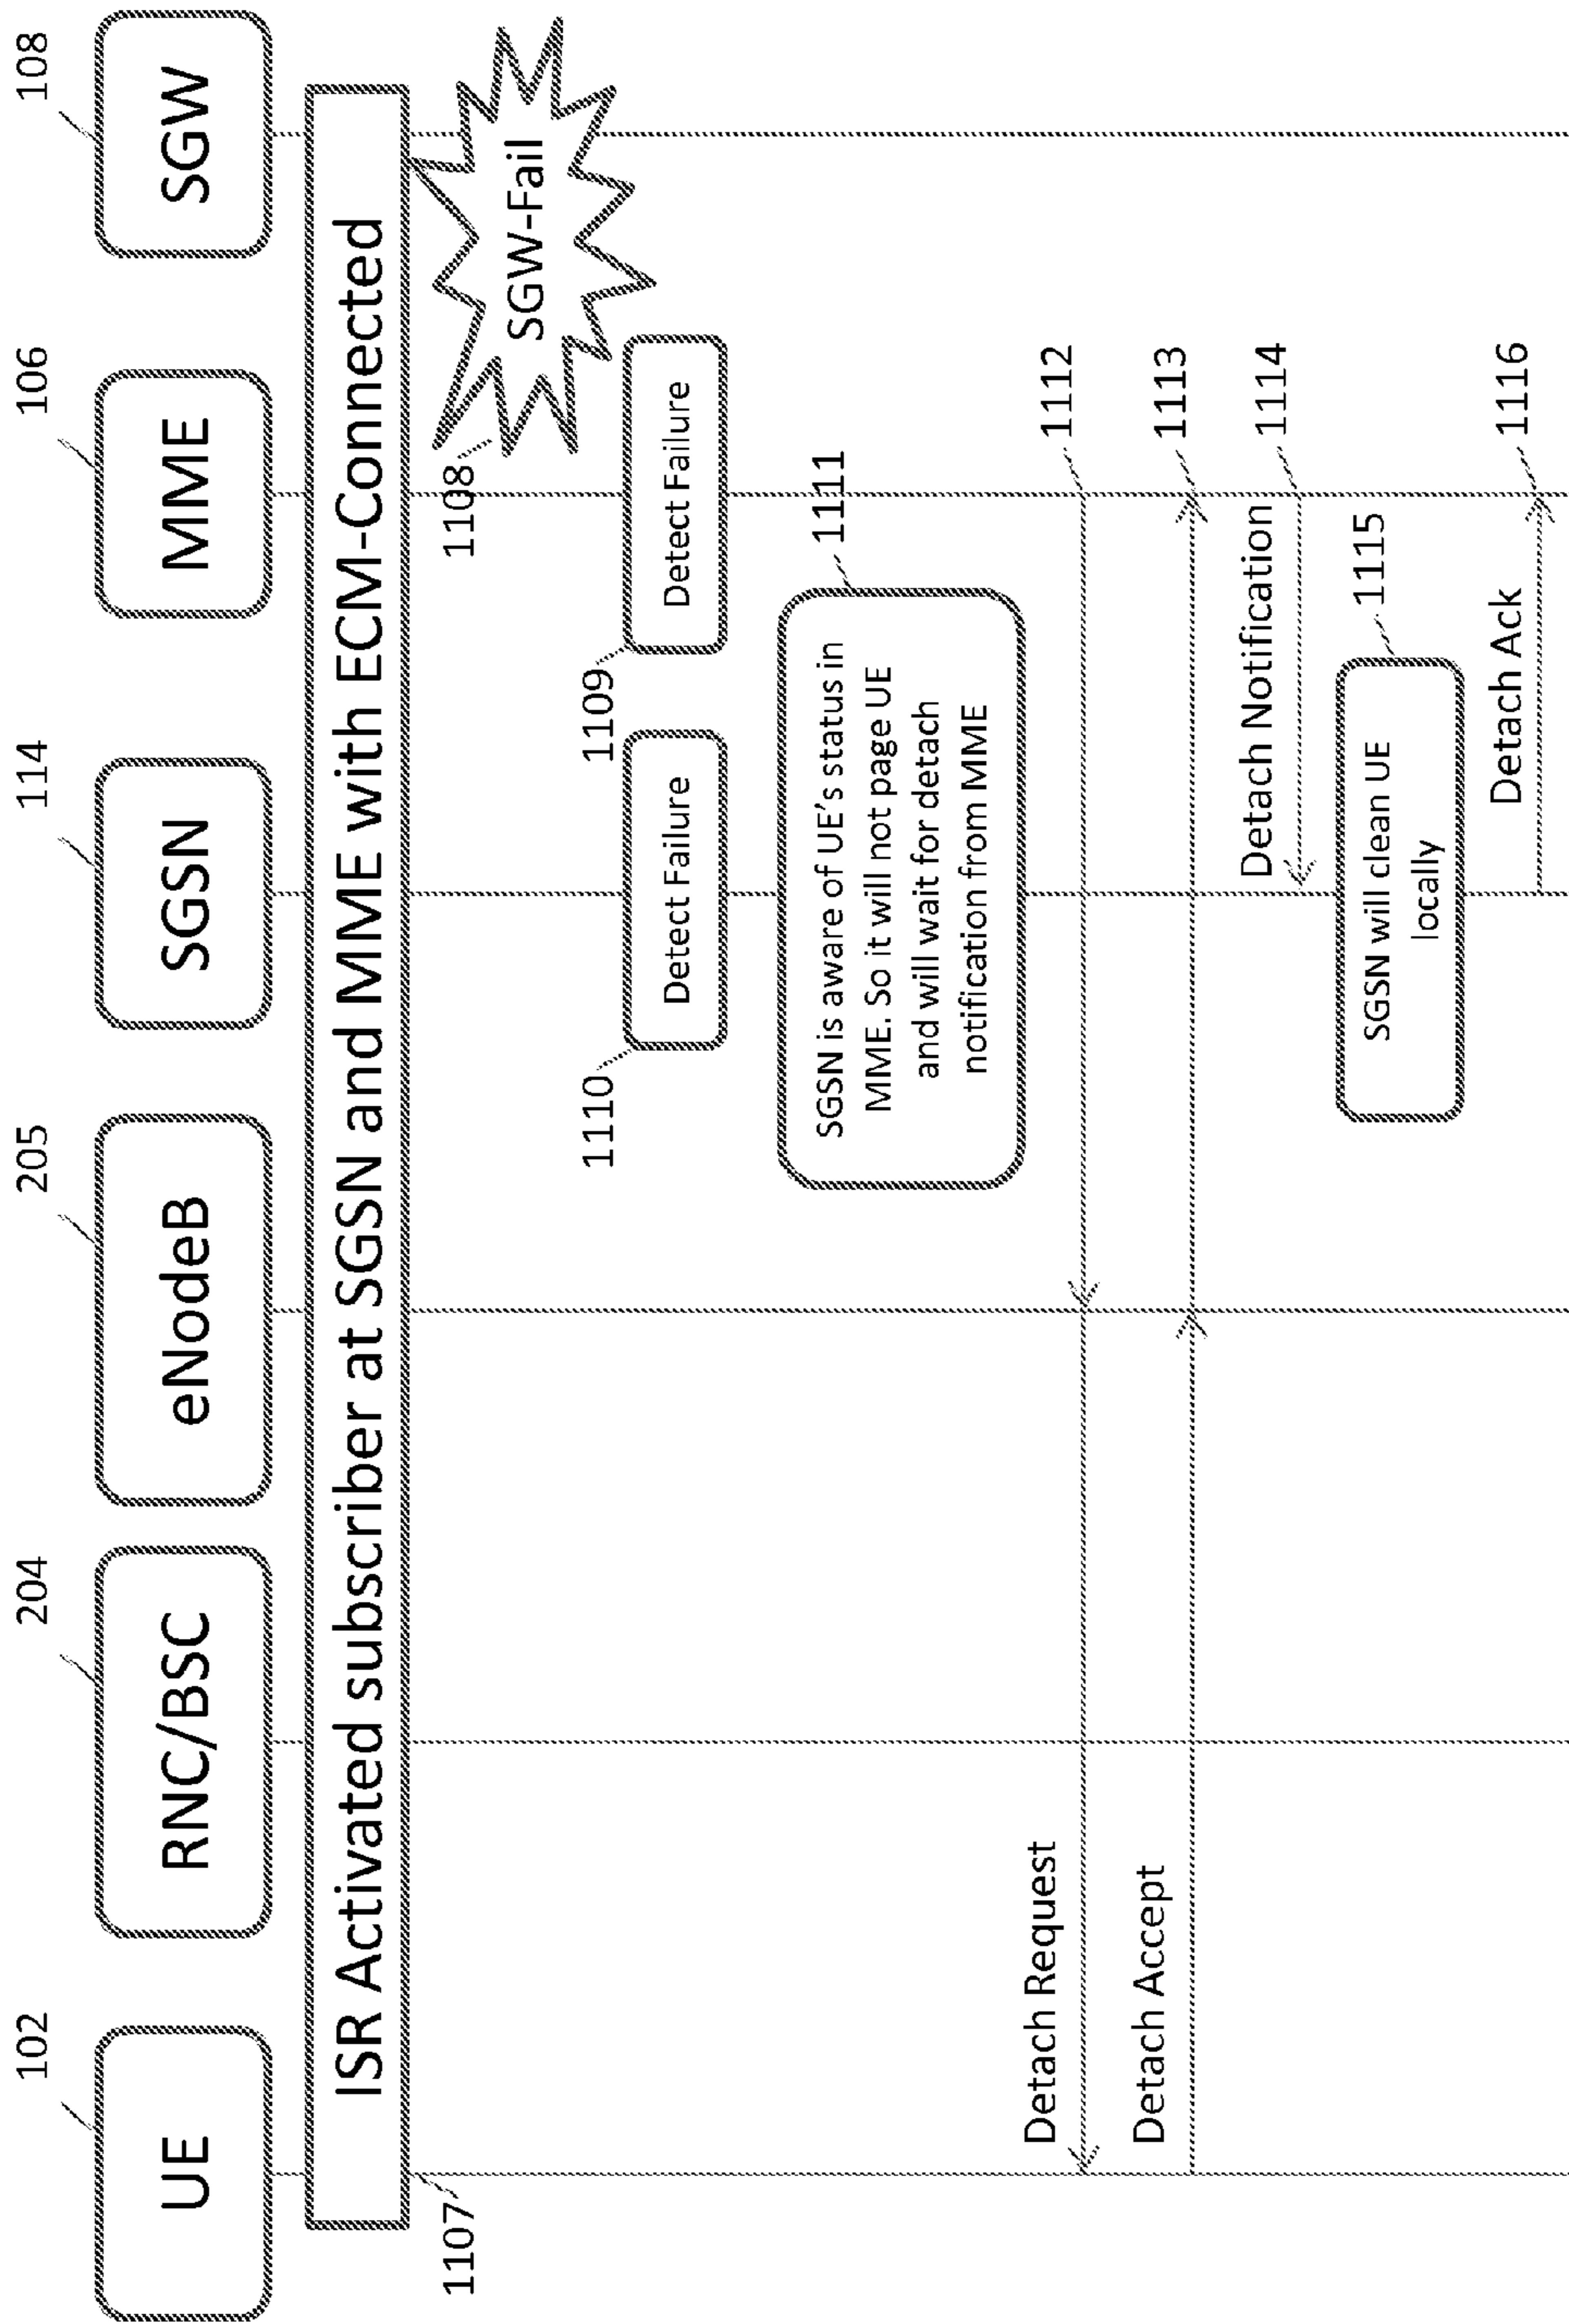 102
204
205
114
106
108
UE
RNC/BSC
eNodeB
SGSN
MME
SGW
ISR Activated subscriber at SGSN and MME with ECM-Connected
1107
1108
SGW-Fail
1110
Detect Failure
1109
Detect Failure
SGSN is aware of UE's status in
MME. So it will not page UE
and will wait for detach
notification from MME
1111
Detach Request
1112
Detach Accept
1113
Detach Notification
1114
SGSN will clean UE
locally
1115
Detach Ack
1116